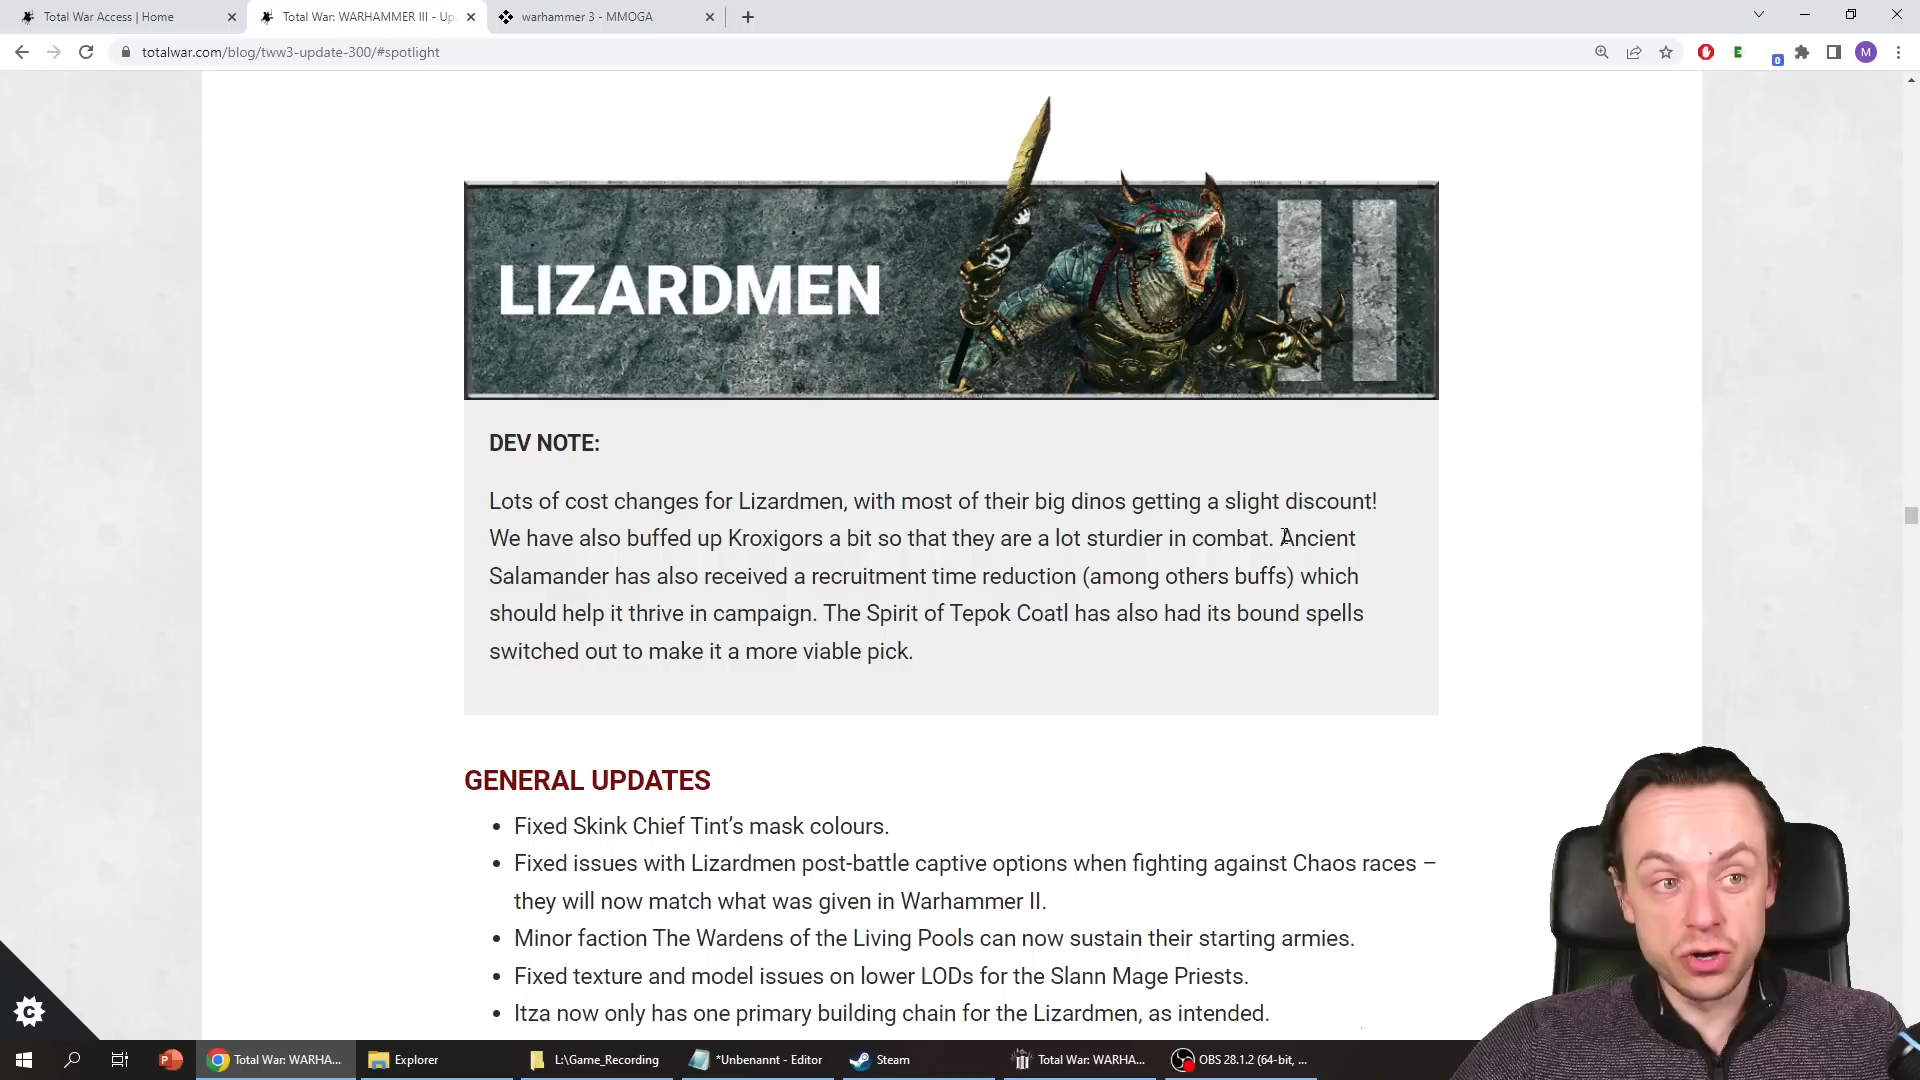 Total War Access | Home
Total War: WARHAMMER III - Up
warhammer 3 - MMOGA
totalwar.com/blog/tww3-update-300/#spotlight
E
0
M
LIZARDMEN
II
DEV NOTE:
Lots of cost changes for Lizardmen, with most of their big dinos getting a slight discount!
We have also buffed up Kroxigors a bit so that they are a lot sturdier in combat. Ancient
Salamander has also received a recruitment time reduction (among others buffs) which
should help it thrive in campaign. The Spirit of Tepok Coatl has also had its bound spells
switched out to make it a more viable pick.
GENERAL UPDATES
• Fixed Skink Chief Tint’s mask colours.
• Fixed issues with Lizardmen post-battle captive options when fighting against Chaos races –
they will now match what was given in Warhammer II.
• Minor faction The Wardens of the Living Pools can now sustain their starting armies.
• Fixed texture and model issues on lower LODs for the Slann Mage Priests.
• Itza now only has one primary building chain for the Lizardmen, as intended.
C
Total War: WARHA...
Explorer
L:\Game_Recording
*Unbenannt - Editor
Steam
Total War: WARHA...
OBS 28.1.2 (64-bit, ...